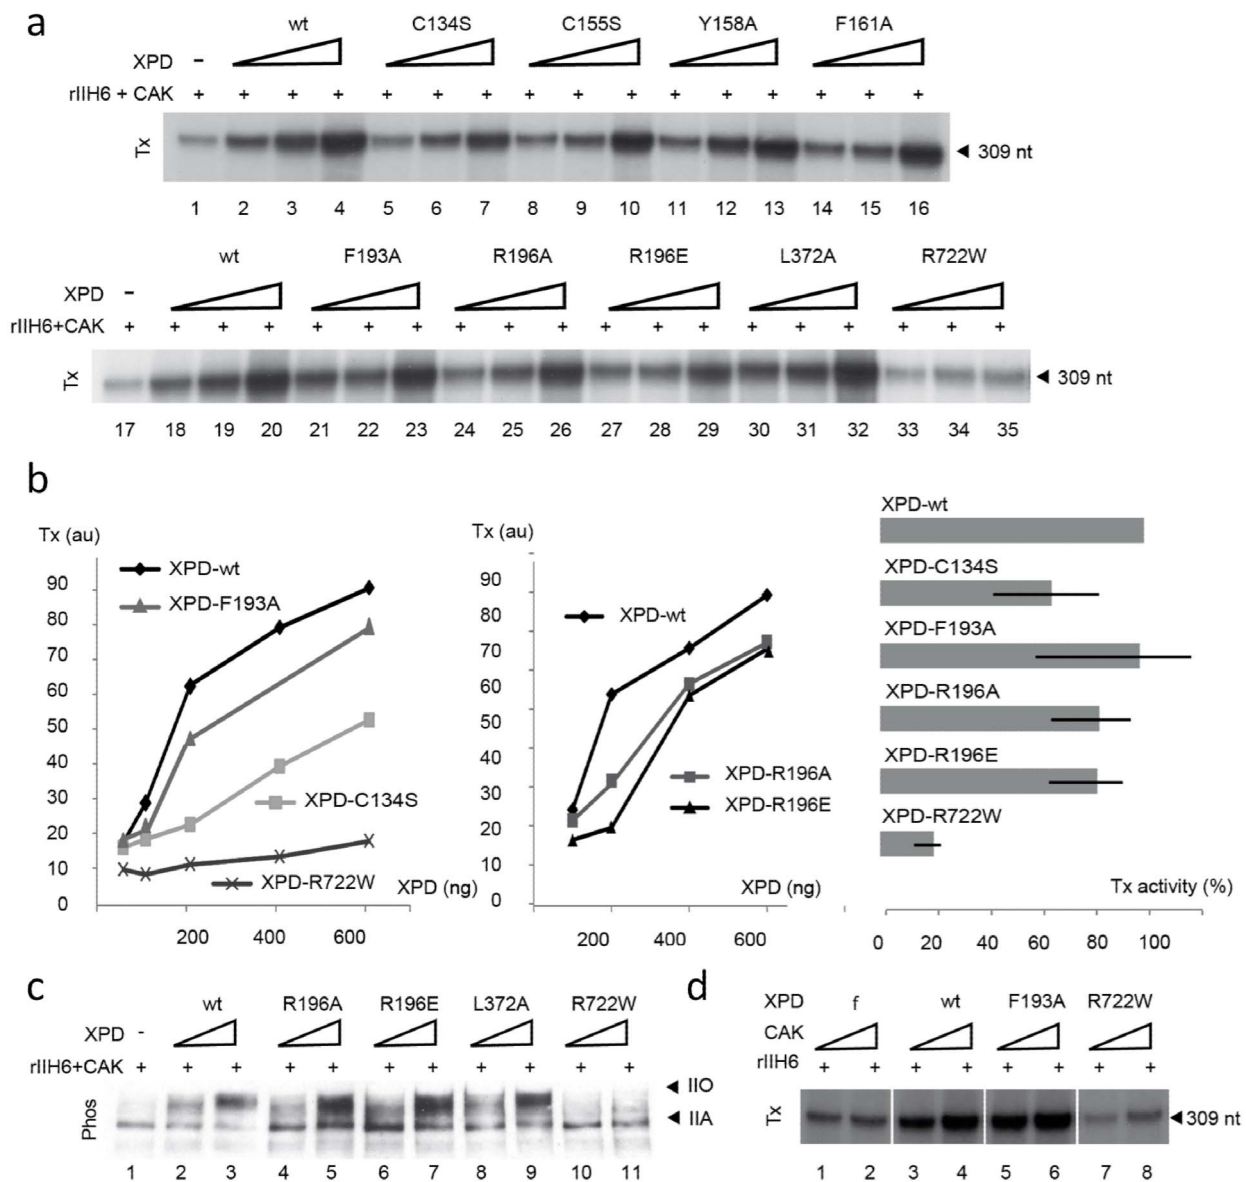 a
wt C134S C155S Y158A F161A
XPD -
rIIH6 + CAK + + + + + + + + + + + + + + + +
Tx
309 nt
1 2 3 4 5 6 7 8 9 10 11 12 13 14 15 16
wt F193A R196A R196E L372A R722W
XPD -
rIIH6+CAK + + + + + + + + + + + + + + + + + + +
Tx
309 nt
17 18 19 20 21 22 23 24 25 26 27 28 29 30 31 32 33 34 35
b
Tx (au)
90
80
70
60
50
40
30
20
10
0
XPD-wt
XPD-F193A
XPD-C134S
XPD-R722W
XPD (ng)
200 400 600
Tx (au)
90
80
70
60
50
40
30
20
10
0
XPD-wt
XPD-R196A
XPD-R196E
XPD (ng)
200 400 600
XPD-wt
XPD-C134S
XPD-F193A
XPD-R196A
XPD-R196E
XPD-R722W
Tx activity (%)
0 20 40 60 80 100
c
wt R196A R196E L372A R722W
XPD -
rIIH6+CAK + + + + + + + + + + +
Phos
IIO
IIA
1 2 3 4 5 6 7 8 9 10 11
d
XPD f wt F193A R722W
CAK
rIIH6 + + + + + + + +
Tx
309 nt
1 2 3 4 5 6 7 8